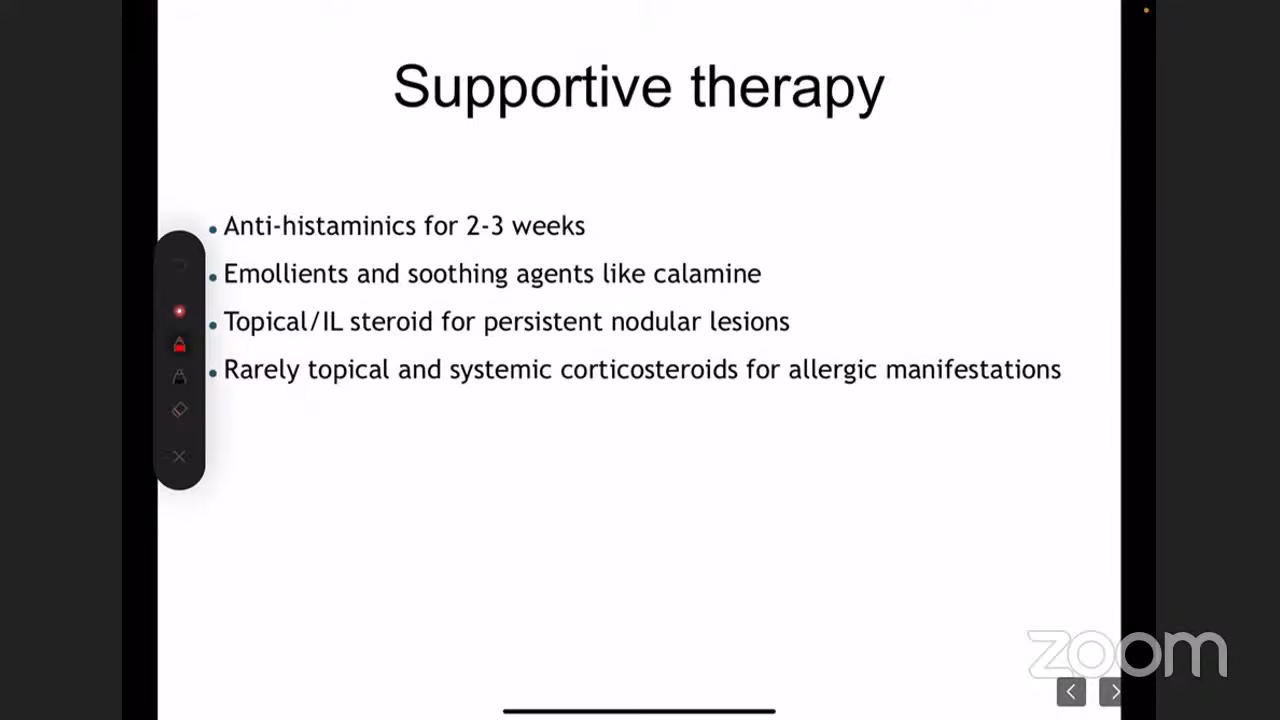 Supportive therapy
• Anti-histaminics for 2-3 weeks
• Emollients and soothing agents like calamine
• Topical/IL steroid for persistent nodular lesions
• Rarely topical and systemic corticosteroids for allergic manifestations
zoom